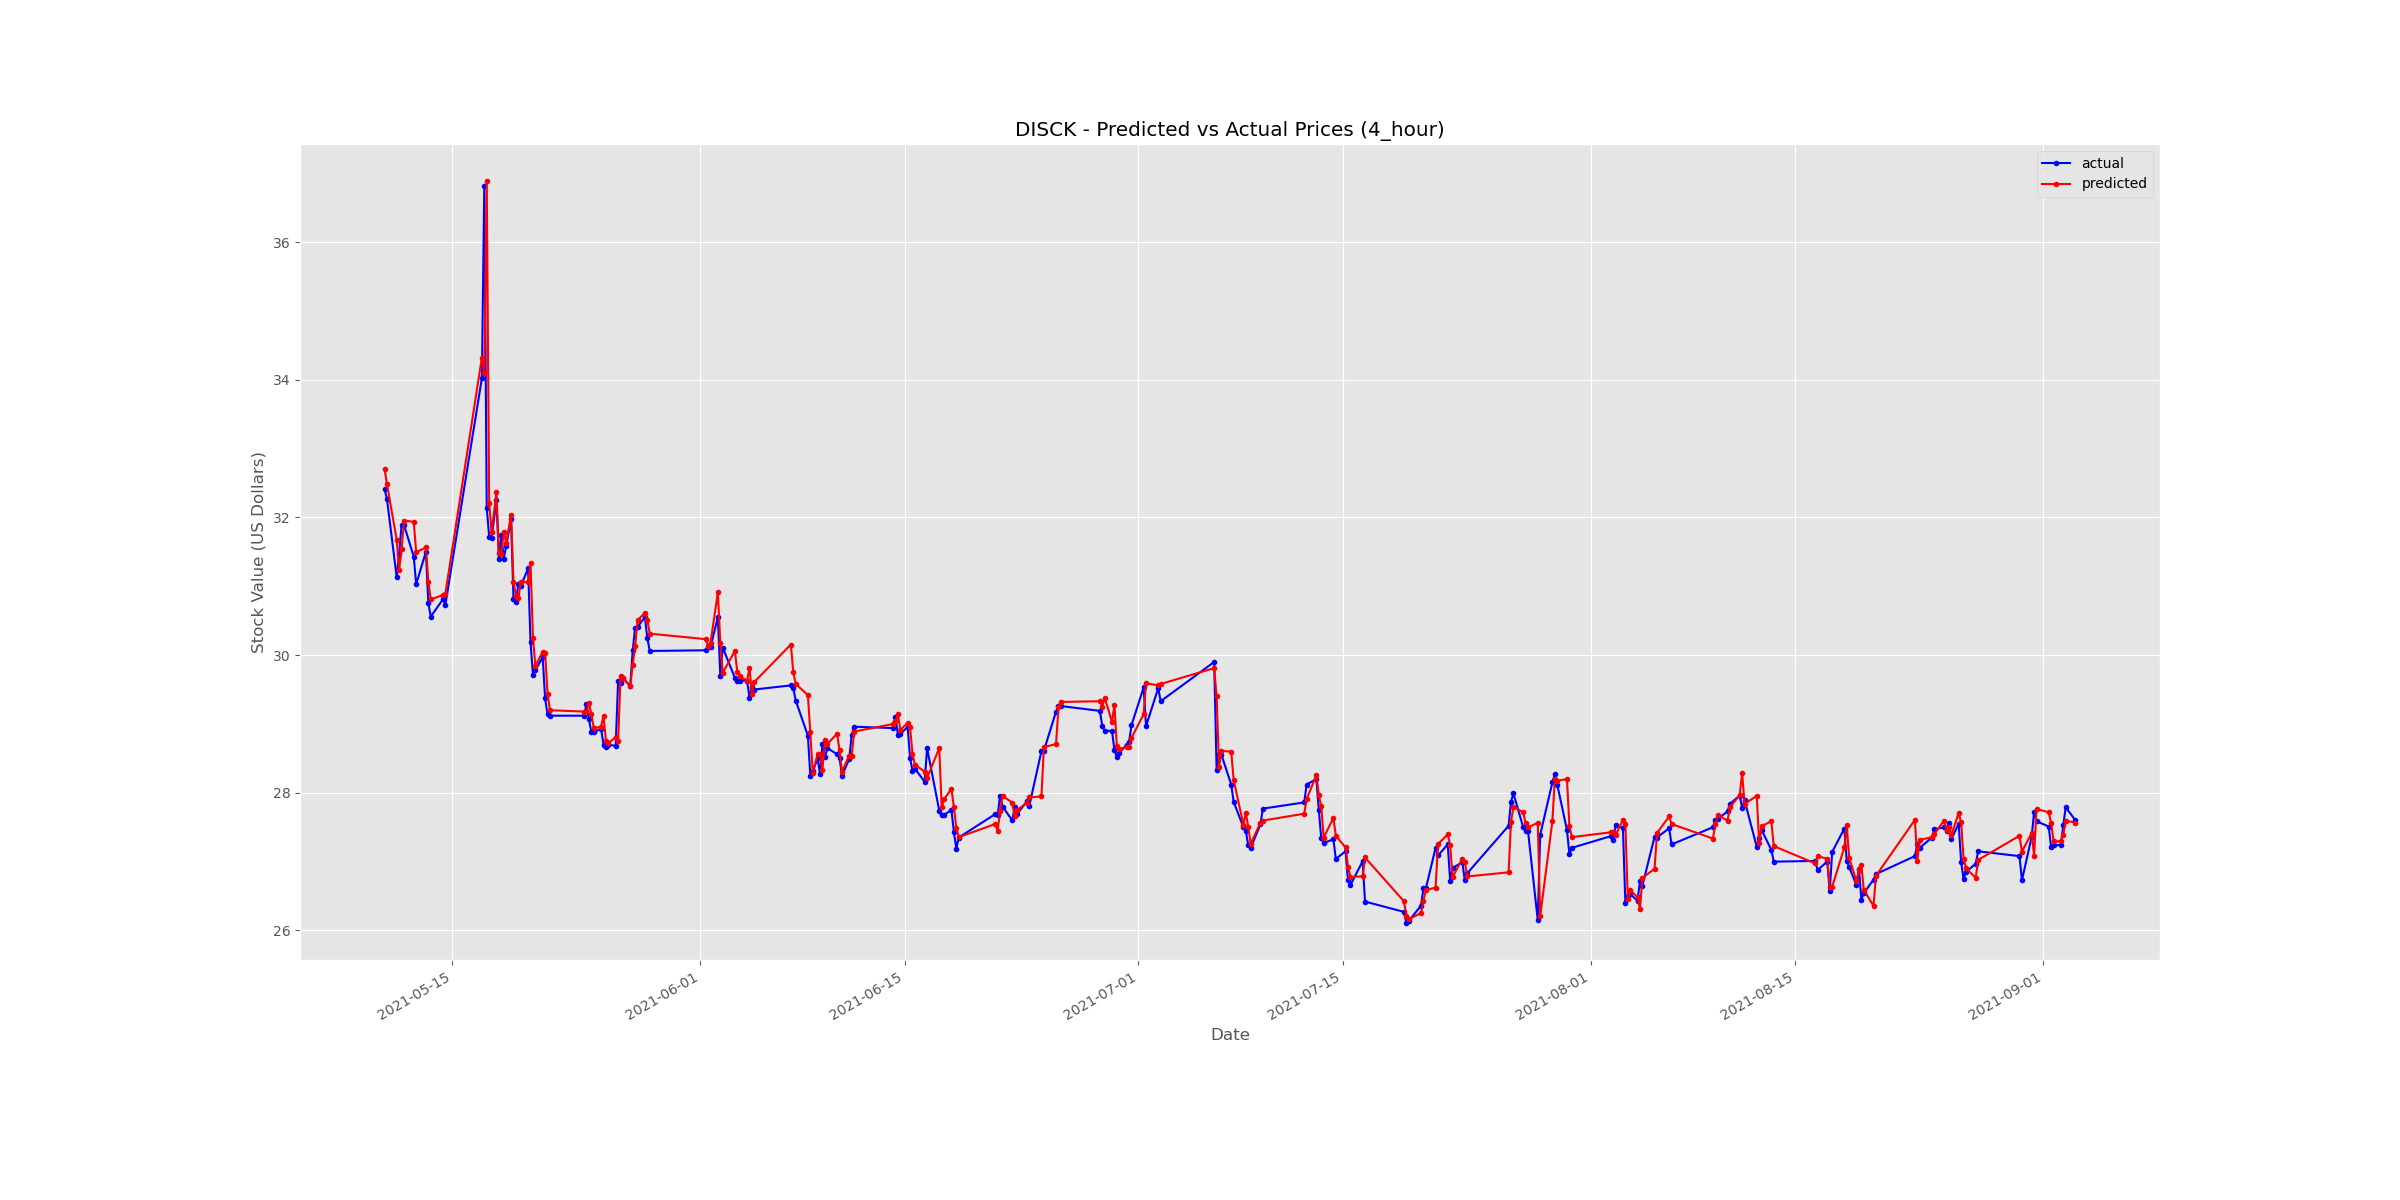 DISCK - Predicted vs Actual Prices (4_hour)
actual
predicted
Stock Value (US Dollars)
36
34
32
30
28
26
2021-05-15
2021-06-01
2021-06-15
2021-07-01
2021-07-15
2021-08-01
2021-08-15
2021-09-01
Date